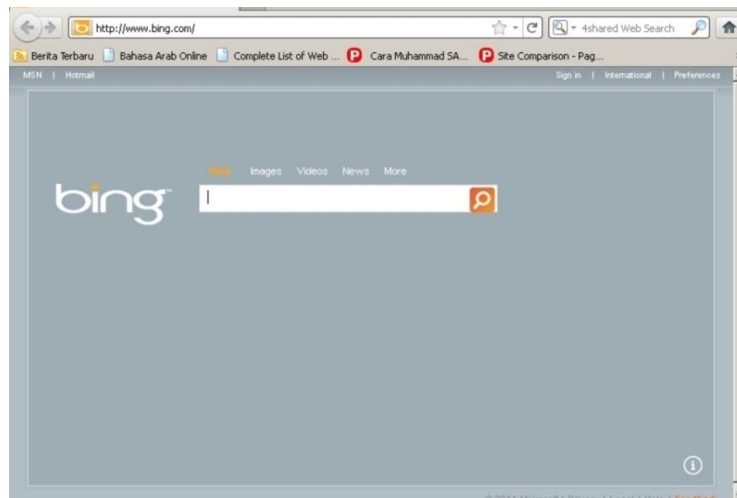 http://www.bing.com/ 4shared Web Search
Berita Terbaru Bahasa Arab Online Complete List of Web ... Cara Muhammad SA... Site Comparison - Pag...
MSN | Hotmail Sign in | International | Preferences
Images Videos News More
bing